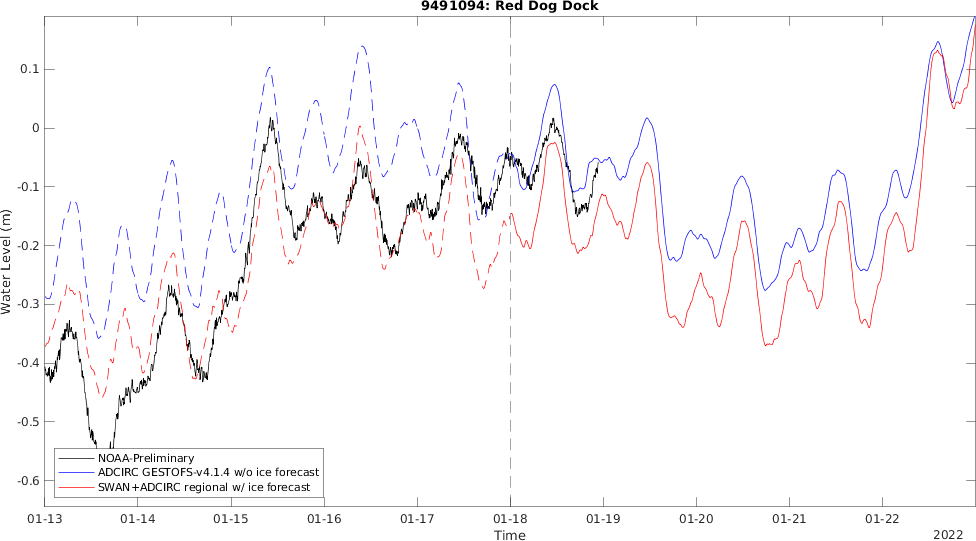 9491094: Red Dog Dock
0.1
0
-0.1
-0.2
-0.3
-0.4
-0.5
-0.6
Water Level (m)
NOAA-Preliminary
ADCIRC GESTOFS-v4.1.4 w/o ice forecast
SWAN+ADCIRC regional w/ ice forecast
01-13 01-14 01-15 01-16 01-17 01-18 01-19 01-20 01-21 01-22
Time
2022